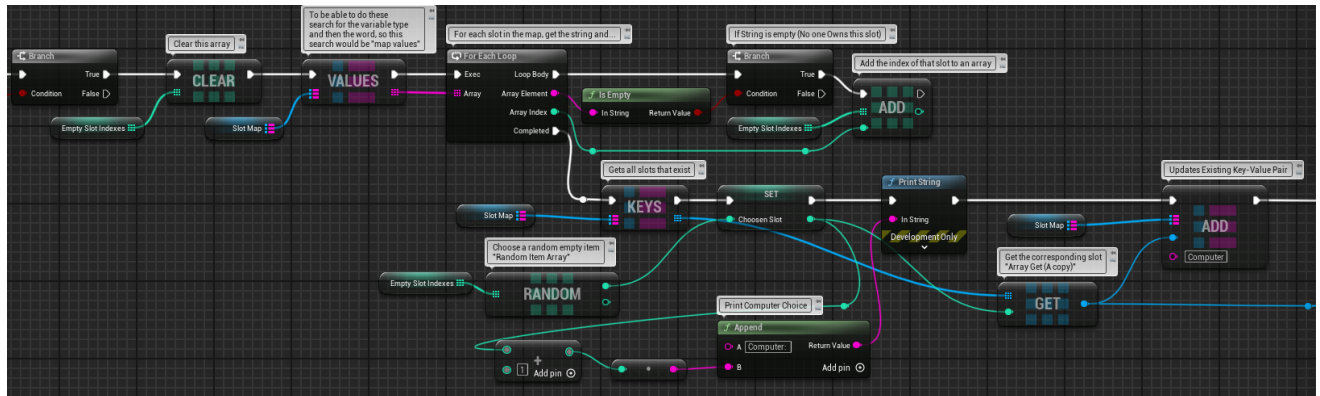 To be able to do these
search for the variable type
and then the word, so this
search would be "map values"
Clear this array
For each slot in the map, get the string and...
If String is empty (No one Owns this slot)
Branch
True
Condition
False
CLEAR
Empty Slot Indexes
VALUES
Slot Map
For Each Loop
Exec
Loop Body
Array
Array Element
Array Index
Completed
Is Empty
In String
Return Value
Branch
True
Condition
False
Empty Slot Indexes
Add the index of that slot to an array
ADD
Gets all slots that exist
Slot Map
KEYS
SET
Choosen Slot
Print String
In String
Development Only
Updates Existing Key-Value Pair
Slot Map
ADD
Computer
Choose a random empty item
"Random Item Array"
Empty Slot Indexes
RANDOM
Get the corresponding slot
"Array Get (A copy)"
GET
Print Computer Choice
Append
A
Computer:
Return Value
B
Add pin
+
1
Add pin